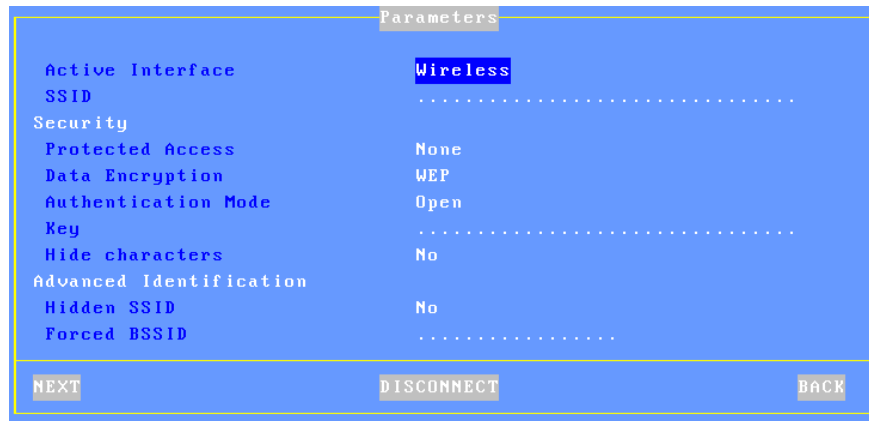 Parameters
Active Interface Wireless
SSID ................................
Security
Protected Access None
Data Encryption WEP
Authentication Mode Open
Key ................................
Hide characters No
Advanced Identification
Hidden SSID No
Forced BSSID .................
NEXT DISCONNECT BACK